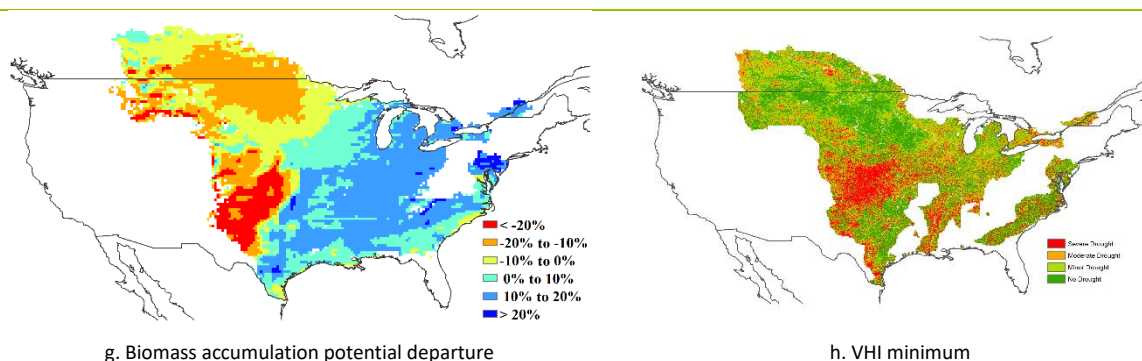 < -20%
-20% to -10%
-10% to 0%
0% to 10%
10% to 20%
> 20%
g. Biomass accumulation potential departure
Severe Drought
Moderate Drought
Minor Drought
No Drought
h. VHI minimum